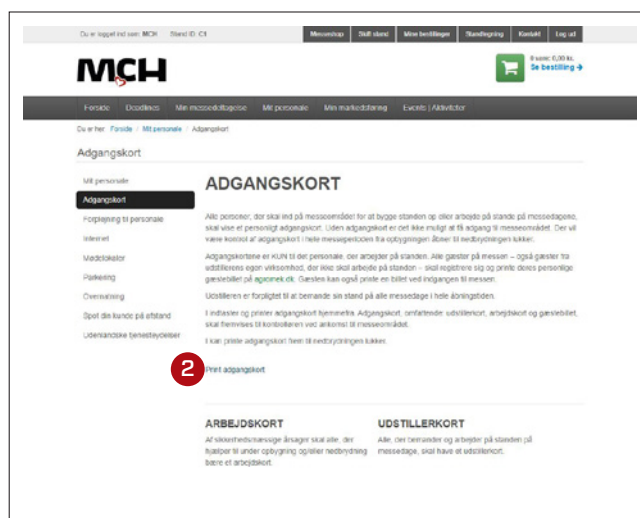 Du er logget ind som: MCH Stand ID: C1
Messeshop Skift stand Mine bestillinger Standtegning Kontakt Log ud
MCH
0 varer, 0,00 kr.
Se bestilling →
Forside Deadlines Min messedeltagelse Mit personale Min markedsføring Events | Aktiviteter
Du er her: Forside / Mit personale / Adgangskort
Adgangskort
Mit personale
Adgangskort
Forplejning til personale
Internet
Mødelokaler
Parkering
Overnatning
Spot din kunde på afstand
Udenlandske tjenesteydelser
ADGANGSKORT
Alle personer, der skal ind på messeområdet for at bygge standen op eller arbejde på stande på messedagene,
skal vise et personligt adgangskort. Uden adgangskort er det ikke muligt at få adgang til messeområdet. Der vil
være kontrol af adgangskort i hele messeperioden fra opbygningen åbner til nedbrydningen lukker.
Adgangskortene er KUN til det personale, der arbejder på standen. Alle gæster på messen – også gæster fra
udstillerens egen virksomhed, der ikke skal arbejde på standen – skal registrere sig og printe deres personlige
gæstebillet på agromek.dk. Gæsten kan også printe en billet ved indgangen til messen.
Udstilleren er forpligtet til at bemande sin stand på alle messedage i hele åbningstiden.
I indtaster og printer adgangskort hjemmefra. Adgangskort, omfattende: udstillerkort, arbejdskort og gæstebillet,
skal fremvises til kontrolløren ved ankomst til messeområdet.
I kan printe adgangskort frem til nedbrydningen lukker.
2
Print adgangskort
ARBEJDSKORT
Af sikkerhedsmæssige årsager skal alle, der
hjælper til under opbygning og/eller nedbrydning
bære et arbejdskort.
UDSTILLERKORT
Alle, der bemander og arbejder på standen på
messedage, skal have et udstillerkort.